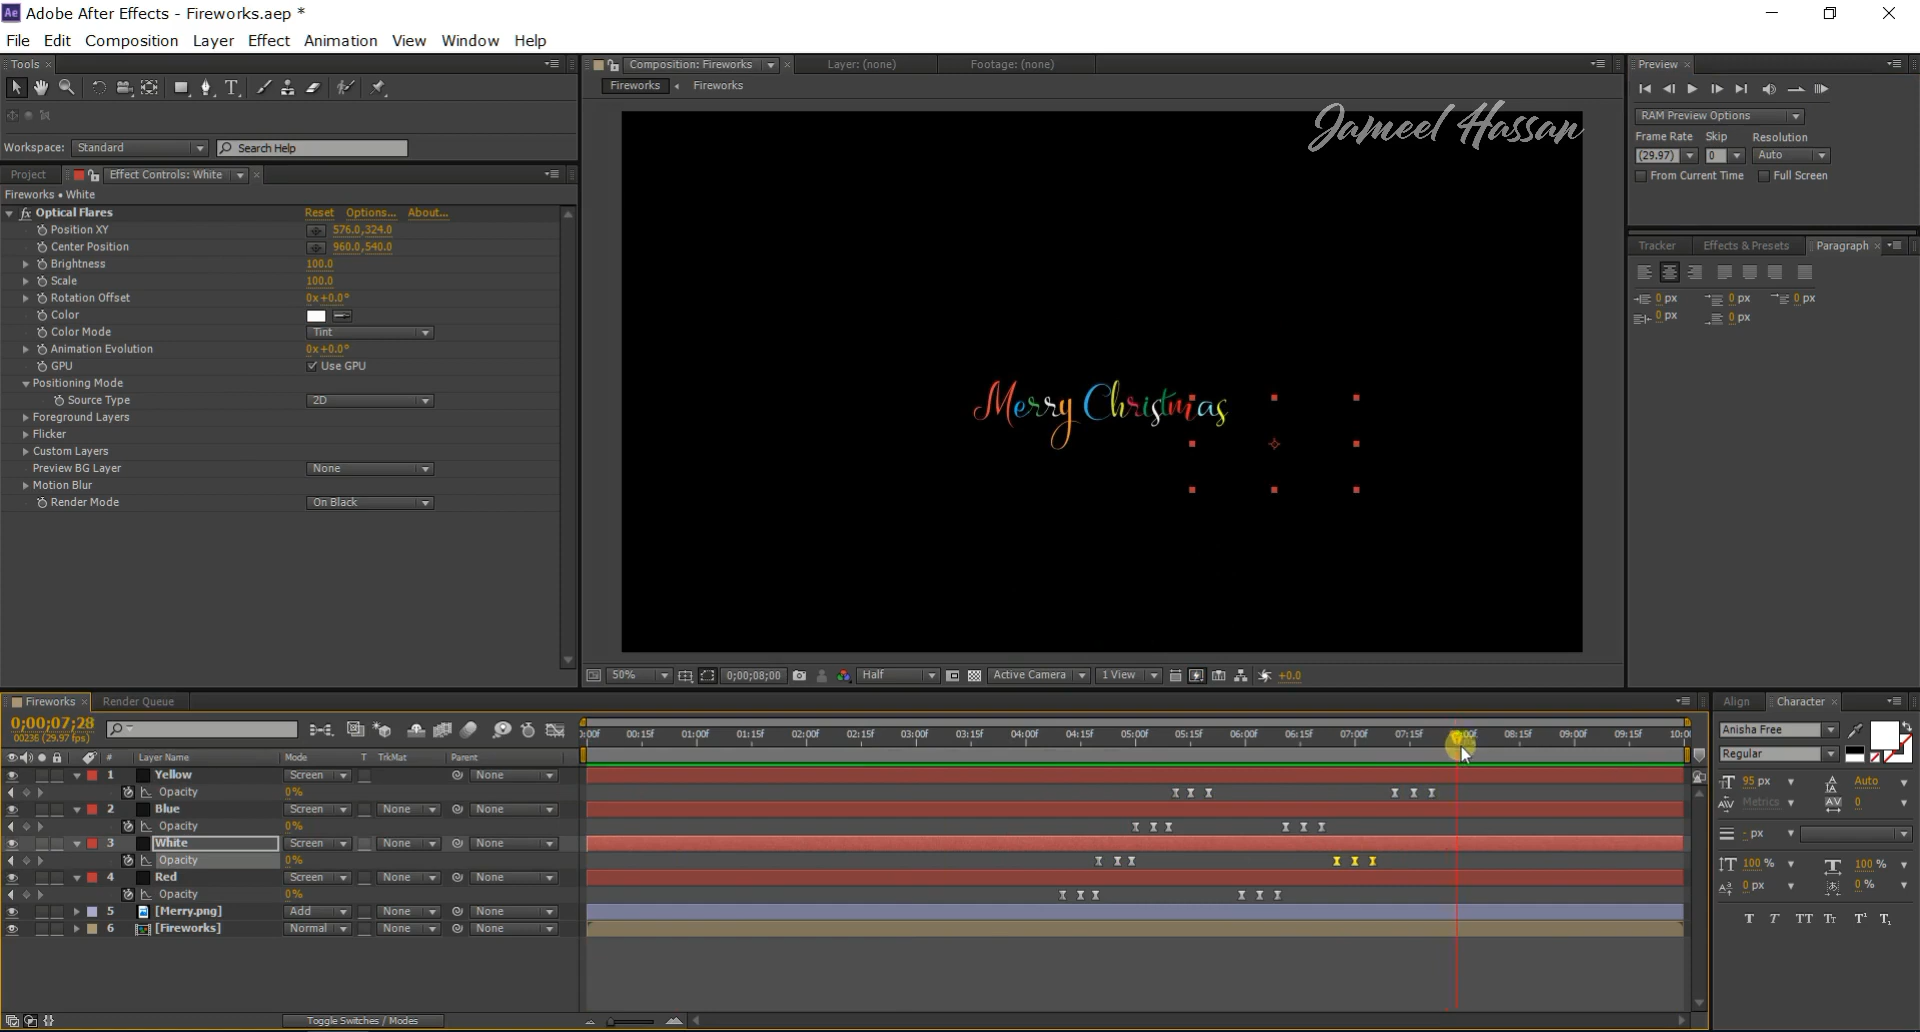 Adobe After Effects - Fireworks.aep *
File Edit Composition Layer Effect Animation View Window Help
Tools
Workspace: Standard Search Help
Project Effect Controls: White
Fireworks • White
Optical Flares Reset Options... About...
Position XY 576.0,324.0
Center Position 960.0,540.0
Brightness 100.0
Scale 100.0
Rotation Offset 0x+0.0°
Color
Color Mode Tint
Animation Evolution 0x+0.0°
GPU Use GPU
Positioning Mode
Source Type 2D
Foreground Layers
Flicker
Custom Layers
Preview BG Layer None
Motion Blur
Render Mode On Black
Composition: Fireworks Layer: (none) Footage: (none)
Fireworks Fireworks
Jameel Hassan
Merry Christmas
50% 0;00;08;00 Half Active Camera 1 View +0.0
Preview
RAM Preview Options
Frame Rate Skip Resolution
(29.97) 0 Auto
From Current Time Full Screen
Tracker Effects & Presets Paragraph
0 px 0 px 0 px
0 px 0 px
Fireworks Render Queue
0;00;07;28
00236 (29.97 fps)
00:15f 01:00f 01:15f 02:00f 02:15f 03:00f 03:15f 04:00f 04:15f 05:00f 05:15f 06:00f 06:15f 07:00f 07:15f 08:15f 09:00f 09:15f
# Layer Name Mode T TrkMat Parent
1 Yellow Screen None
Opacity 0%
2 Blue Screen None None
Opacity 0%
3 White Screen None None
Opacity 0%
4 Red Screen None None
Opacity 0%
5 [Merry.png] Add None None
6 [Fireworks] Normal None None
Toggle Switches / Modes
Align Character
Anisha Free
Regular
95 px Auto
Metrics 0
- px
100 % 100 %
0 px 0 %
T T TT Tт T¹ T₁